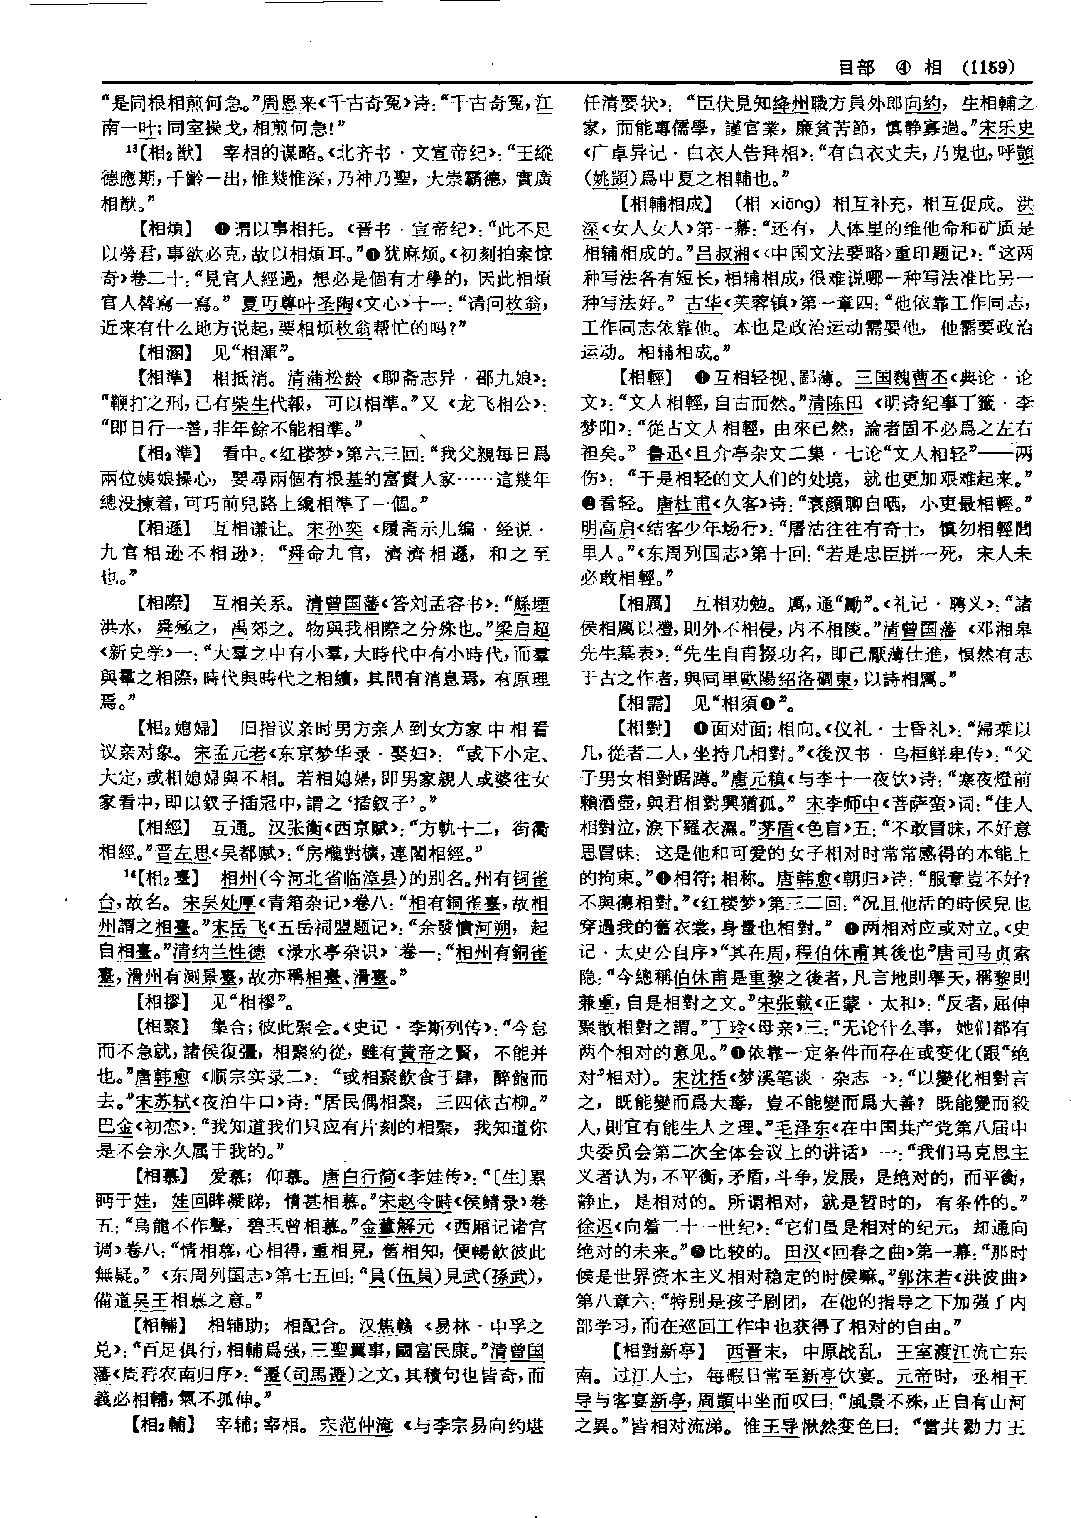 目部 ④ 相 (1159)
“是同根相煎何急。”周恩来《千古奇冤》诗：“千古奇冤，江
南一叶；同室操戈，相煎何急！”
13【相2猷】 宰相的谋略。《北齐书·文宣帝纪》：“王縱
德應斯，千齡一出，惟幾惟深，乃神乃聖，大崇霸德，實廣
相猷。”
【相煩】 ❶谓以事相托。《晋书·宣帝纪》：“此不足
以勞君，事欲必克，故以相煩耳。”❷犹麻烦。《初刻拍案惊
奇》卷二十：“見官人經過，想必是個有才學的，因此相煩
官人替寫一寫。” 夏丏尊叶圣陶《文心》十一：“请问枚翁，
近来有什么地方说起，要相烦枚翁帮忙的吗？”
【相溷】 见“相渾”。
【相準】 相抵消。清蒲松龄《聊斋志异·邵九娘》：
“鞭打之刑，已有柴生代報，可以相準。”又《龙飞相公》：
“即日行一善，非年餘不能相準。”
【相2準】 看中。《红楼梦》第六三回：“我父親每日爲
兩位姨娘操心，要尋兩個有根基的富貴人家……這幾年
總没揀着，可巧前兒路上纔相準了一個。”
【相遜】 互相谦让。宋孙奕《履斋示儿编·经说·
九官相逊不相逊》：“舜命九官，濟濟相遜，和之至
也。”
【相際】 互相关系。清曾国藩《答刘孟容书》：“鯀堙
洪水，舜殛之，禹郊之。物與我相際之分殊也。”梁启超
《新史学》一：“大羣之中有小羣，大時代中有小時代，而羣
與羣之相際，時代與時代之相續，其間有消息焉，有原理
焉。”
【相2媳婦】 旧指议亲时男方亲人到女方家中相看
议亲对象。宋孟元老《东京梦华录·娶妇》：“或下小定、
大定，或相媳婦與不相。若相媳婦，即男家親人或婆往女
家看中，即以釵子插冠中，謂之‘插釵子’。”
【相經】 互通。汉张衡《西京赋》：“方軌十二，街衢
相經。”晋左思《吴都赋》：“房櫳對櫎，連閣相經。”
14【相2臺】 相州(今河北省临漳县)的别名。州有铜雀
台，故名。宋吴处厚《青箱杂记》卷八：“相有銅雀臺，故相
州謂之相臺。”宋岳飞《五岳祠盟题记》：“余發憤河朔，起
自相臺。”清纳兰性德《渌水亭杂识》卷一：“相州有銅雀
臺，滑州有测景臺，故亦稱相臺、滑臺。”
【相摎】 见“相樛”。
【相聚】 集合；彼此聚会。《史记·李斯列传》：“今怠
而不急就，諸侯復彊，相聚約從，雖有黄帝之賢，不能并
也。”唐韩愈《顺宗实录二》：“或相聚飲食于肆，醉飽而
去。”宋苏轼《夜泊牛口》诗：“居民偶相聚，三四依古柳。”
巴金《初恋》：“我知道我们只应有片刻的相聚，我知道你
是不会永久属于我的。”
【相慕】 爱慕；仰慕。唐白行简《李娃传》：“〔生〕累
眄于娃，娃回眸凝睇，情甚相慕。”宋赵令畤《侯鲭录》卷
五：“烏龍不作聲，碧玉曾相慕。”金董解元《西厢记诸宫
调》卷八：“情相慕，心相得，重相見，舊相知，便暢飲彼此
無疑。”《东周列国志》第七五回：“員(伍員)見武(孫武)，
備道吴王相慕之意。”
【相輔】 相辅助；相配合。汉焦赣《易林·中孚之
兑》：“百足俱行，相輔爲强，三聖翼事，國富民康。”清曾国
藩《送周荇农南归序》：“遷(司馬遷)之文，其積句也皆奇，而
義必相輔，氣不孤伸。”
【相2輔】 宰辅；宰相。宋范仲淹《与李宗易向约堪
任清要状》：“臣伏見知絳州職方員外郎向約，生相輔之
家，而能尊儒學，謹官業，廉貧苦節，慎静寡過。”宋乐史
《广卓异记·白衣人告拜相》：“有白衣丈夫，乃鬼也，呼顗
(姚顗)爲中夏之相輔也。”
【相輔相成】 (相 xiāng) 相互补充，相互促成。洪
深《女人女人》第一幕：“还有，人体里的维他命和矿质是
相辅相成的。”吕叔湘《〈中国文法要略〉重印题记》：“这两
种写法各有短长，相辅相成，很难说哪一种写法准比另一
种写法好。” 古华《芙蓉镇》第一章四：“他依靠工作同志，
工作同志依靠他。本也是政治运动需要他，他需要政治
运动。相辅相成。”
【相輕】 ❶互相轻视、鄙薄。三国魏曹丕《典论·论
文》：“文人相輕，自古而然。”清陈田《明诗纪事丁籤·李
梦阳》：“從古文人相輕，由來已然，論者固不必爲之左右
袒矣。” 鲁迅《且介亭杂文二集·七论“文人相轻”——两
伤》：“于是相轻的文人们的处境，就也更加艰难起来。”
❷看轻。唐杜甫《久客》诗：“衰顏聊自哂，小吏最相輕。”
明高启《结客少年场行》：“屠沽往往有奇士，慎勿相輕閭
里人。”《东周列国志》第十回：“若是忠臣拼一死，宋人未
必敢相輕。”
【相厲】 互相劝勉。厲，通“勵”。《礼记·聘义》：“諸
侯相厲以禮，則外不相侵，内不相陵。”清曾国藩《邓湘皋
先生墓表》：“先生自甫掇功名，即已厭薄仕進，慨然有志
于古之作者，與同里歐陽紹洛磵東，以詩相厲。”
【相需】 见“相須❶”。
【相對】 ❶面对面；相向。《仪礼·士昏礼》：“婦乘以
几，從者二人，坐持几相對。”《後汉书·乌桓鲜卑传》：“父
子男女相對踞蹲。”唐元稹《与李十一夜饮》诗：“寒夜燈前
賴酒壺，與君相對興猶孤。” 宋李师中《菩萨蛮》词：“佳人
相對泣，淚下羅衣濕。”茅盾《色盲》五：“不敢冒昧，不好意
思冒昧：这是他和可爱的女子相对时常常感得的本能上
的拘束。”❷相符；相称。唐韩愈《朝归》诗：“服章豈不好？
不與德相對。”《红楼梦》第三二回：“况且他活的時候兒也
穿過我的舊衣裳，身量也相對。” ❸两相对应或对立。《史
记·太史公自序》“其在周，程伯休甫其後也”唐司马贞索
隐：“今總稱伯休甫是重黎之後者，凡言地則舉天，稱黎則
兼重，自是相對之文。”宋张载《正蒙·太和》：“反者，屈伸
聚散相對之謂。”丁玲《母亲》三：“无论什么事，她们都有
两个相对的意见。”❹依靠一定条件而存在或变化(跟“绝
对”相对)。宋沈括《梦溪笔谈·杂志一》：“以變化相對言
之，既能變而爲大毒，豈不能變而爲大善？既能變而殺
人，則宜有能生人之理。”毛泽东《在中国共产党第八届中
央委员会第二次全体会议上的讲话》一：“我们马克思主
义者认为，不平衡，矛盾，斗争，发展，是绝对的，而平衡，
静止，是相对的。所谓相对，就是暂时的，有条件的。”
徐迟《向着二十一世纪》：“它们虽是相对的纪元，却通向
绝对的未来。”❺比较的。田汉《回春之曲》第一幕：“那时
候是世界资本主义相对稳定的时候嘛。”郭沫若《洪波曲》
第八章六：“特别是孩子剧团，在他的指导之下加强了内
部学习，而在巡回工作中也获得了相对的自由。”
【相對新亭】 西晋末，中原战乱，王室渡江流亡东
南。过江人士，每暇日常至新亭饮宴。元帝时，丞相王
导与客宴新亭，周顗中坐而叹曰：“風景不殊，正自有山河
之異。”皆相对流涕。惟王导愀然变色曰：“當共勠力王